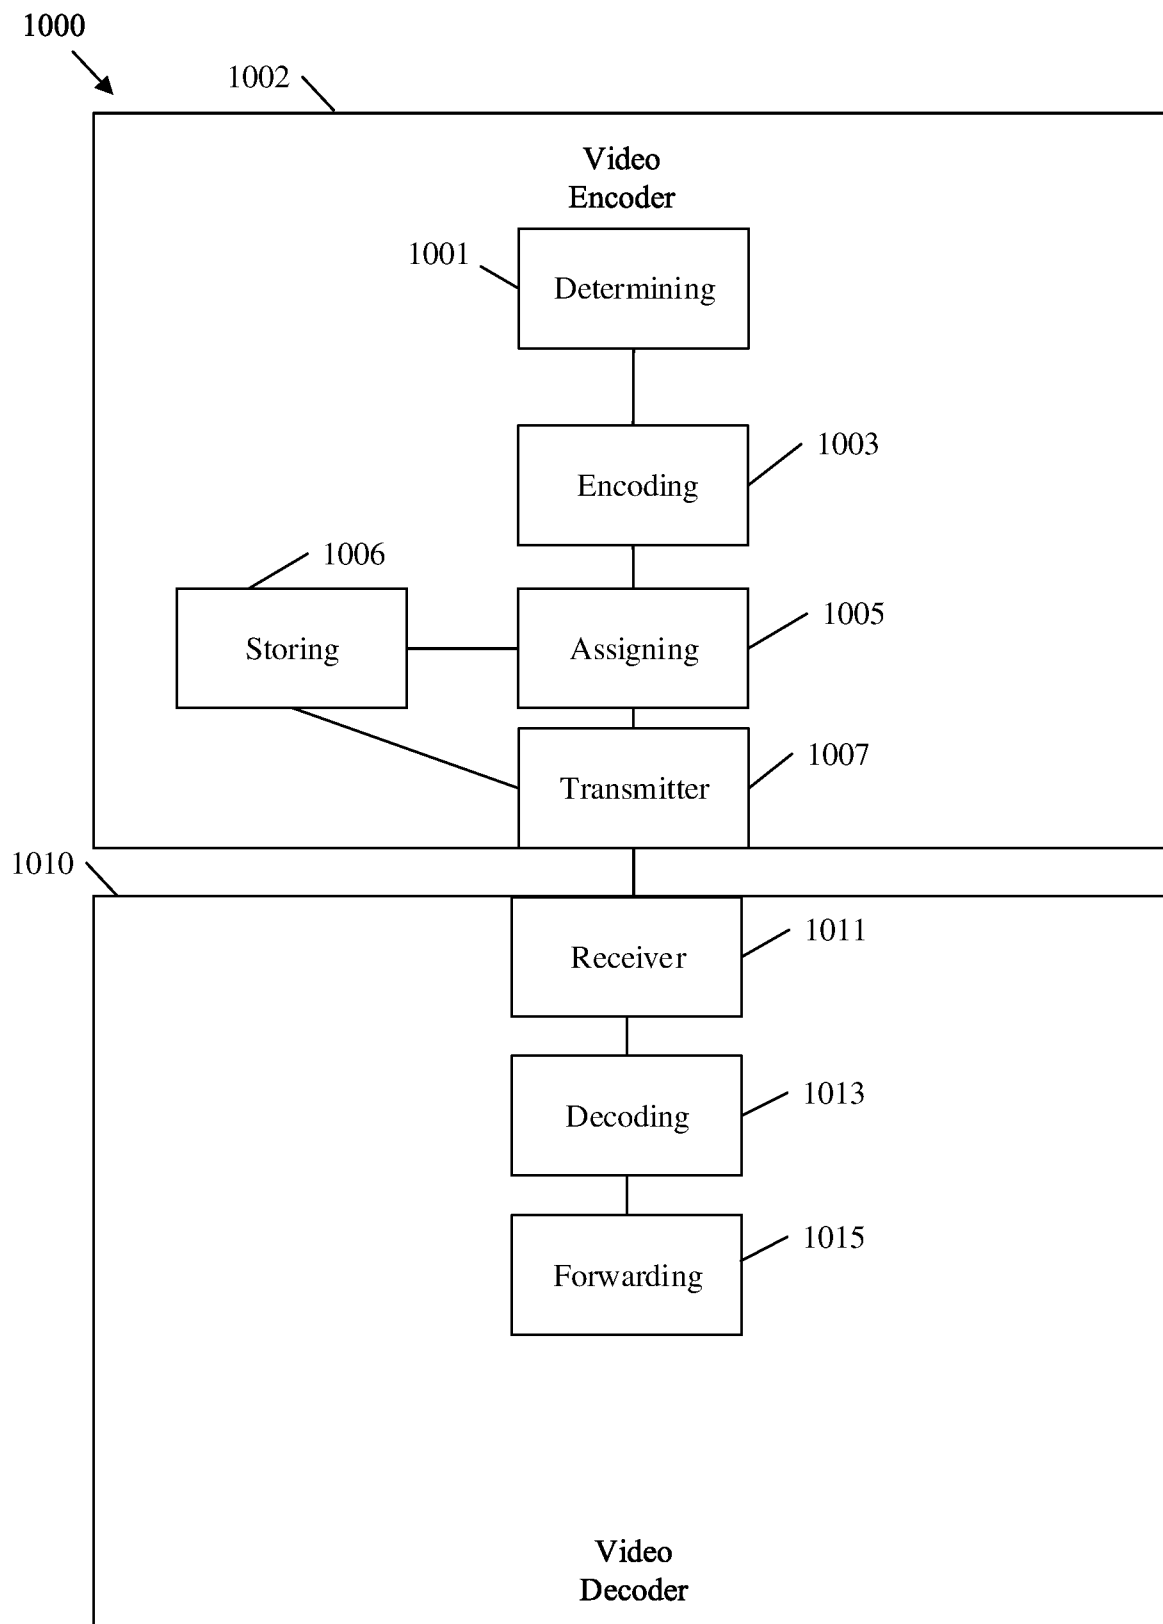 1000
1002
Video
Encoder
1001
Determining
1003
Encoding
1006
1005
Storing
Assigning
1007
Transmitter
1010
1011
Receiver
1013
Decoding
1015
Forwarding
Video
Decoder